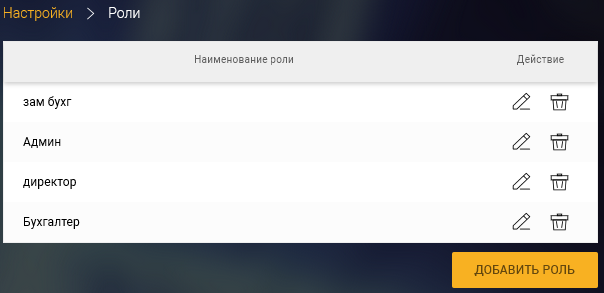 Настройки > Роли
Наименование роли Действие
зам бухг
Админ
директор
Бухгалтер
ДОБАВИТЬ РОЛЬ